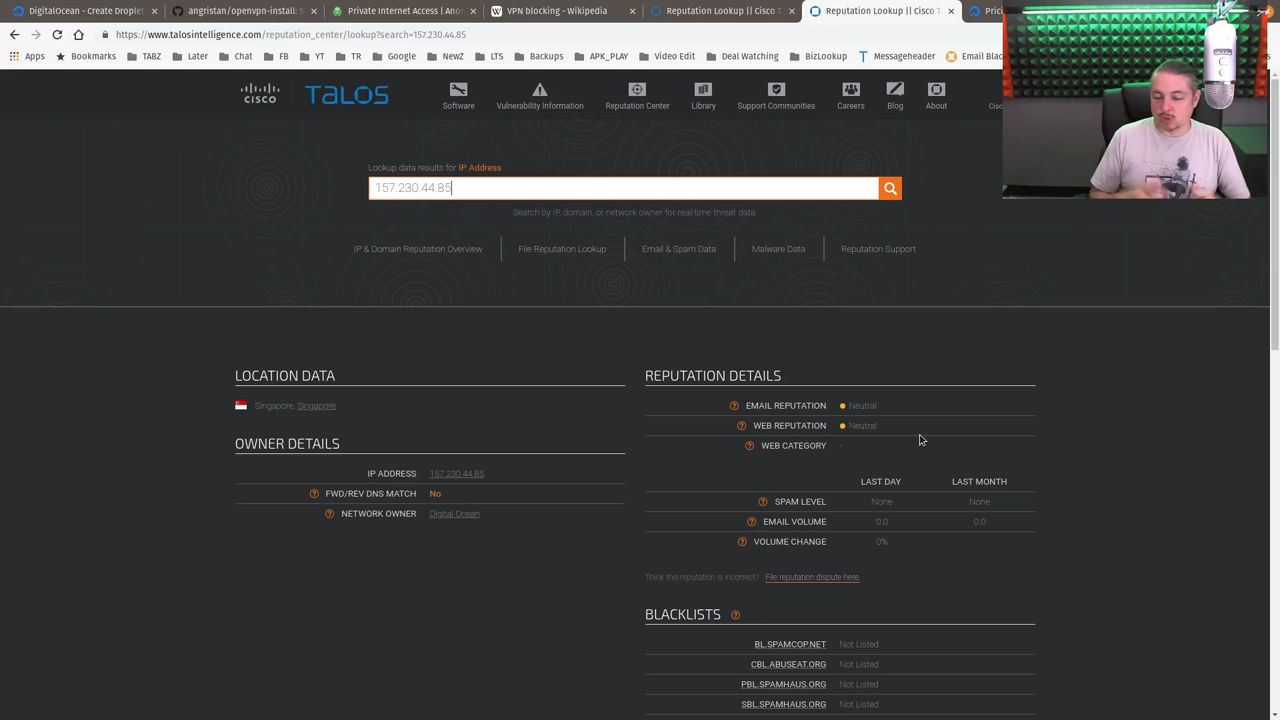 DigitalOcean - Create Droplet
angristan/openvpn-install: S
Private Internet Access | Ano
VPN blocking - Wikipedia
Reputation Lookup || Cisco T
Reputation Lookup || Cisco T
Prici
https://www.talosintelligence.com/reputation_center/lookup?search=157.230.44.85
Apps Bookmarks TABZ Later Chat FB YT TR Google NewZ LTS Backups APK_PLAY Video Edit Deal Watching BizLookup Messageheader Email Black
CISCO TALOS
Software Vulnerability Information Reputation Center Library Support Communities Careers Blog About Cisc
Lookup data results for IP Address
157.230.44.85
Search by IP, domain, or network owner for real-time threat data.
IP & Domain Reputation Overview File Reputation Lookup Email & Spam Data Malware Data Reputation Support
LOCATION DATA
Singapore, Singapore
OWNER DETAILS
IP ADDRESS 157.230.44.85
FWD/REV DNS MATCH No
NETWORK OWNER Digital Ocean
REPUTATION DETAILS
EMAIL REPUTATION Neutral
WEB REPUTATION Neutral
WEB CATEGORY -
LAST DAY LAST MONTH
SPAM LEVEL None None
EMAIL VOLUME 0.0 0.0
VOLUME CHANGE 0%
Think this reputation is incorrect? File reputation dispute here.
BLACKLISTS
BL.SPAMCOP.NET Not Listed
CBL.ABUSEAT.ORG Not Listed
PBL.SPAMHAUS.ORG Not Listed
SBL.SPAMHAUS.ORG Not Listed